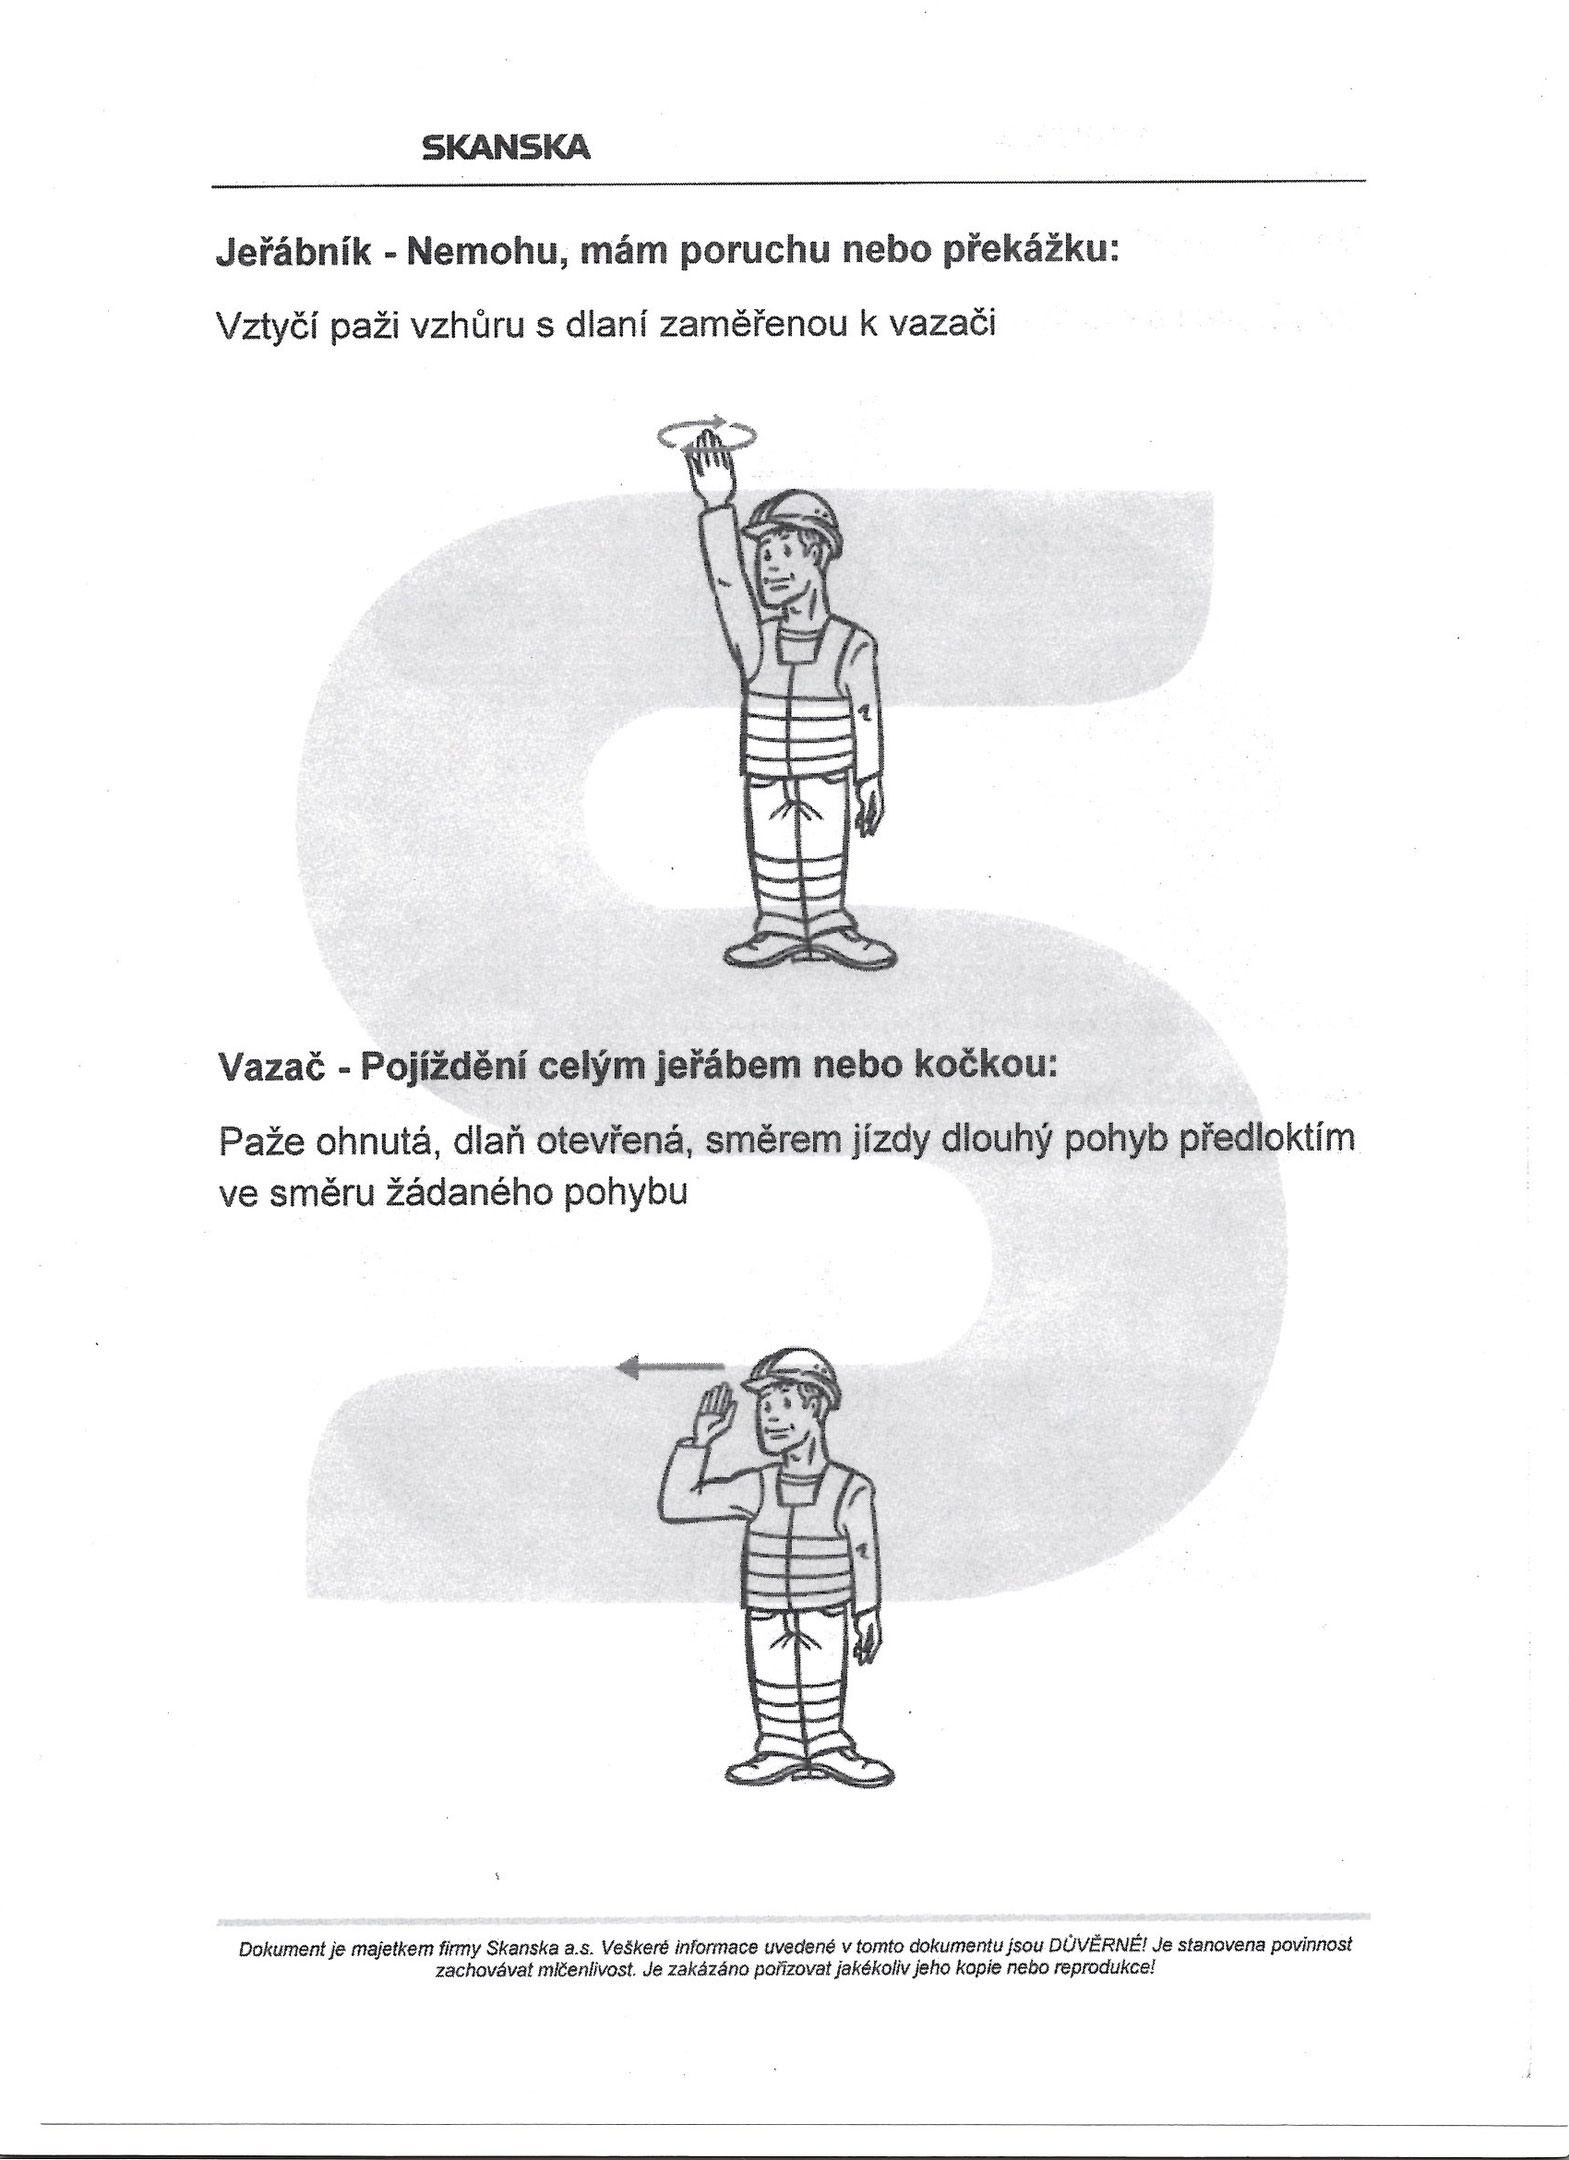 SKANSKA
Jeřábník - Nemohu, mám poruchu nebo překážku:
Vztyčí paži vzhůru s dlaní zaměřenou k vazači
Vazač - Pojíždění celým jeřábem nebo kočkou:
Paže ohnutá, dlaň otevřená, směrem jízdy dlouhý pohyb předloktím
ve směru žádaného pohybu
Dokument je majetkem firmy Skanska a.s. Veškeré informace uvedené v tomto dokumentu jsou DŮVĚRNÉ! Je stanovena povinnost
zachovávat mlčenlivost. Je zakázáno pořizovat jakékoliv jeho kopie nebo reprodukce!